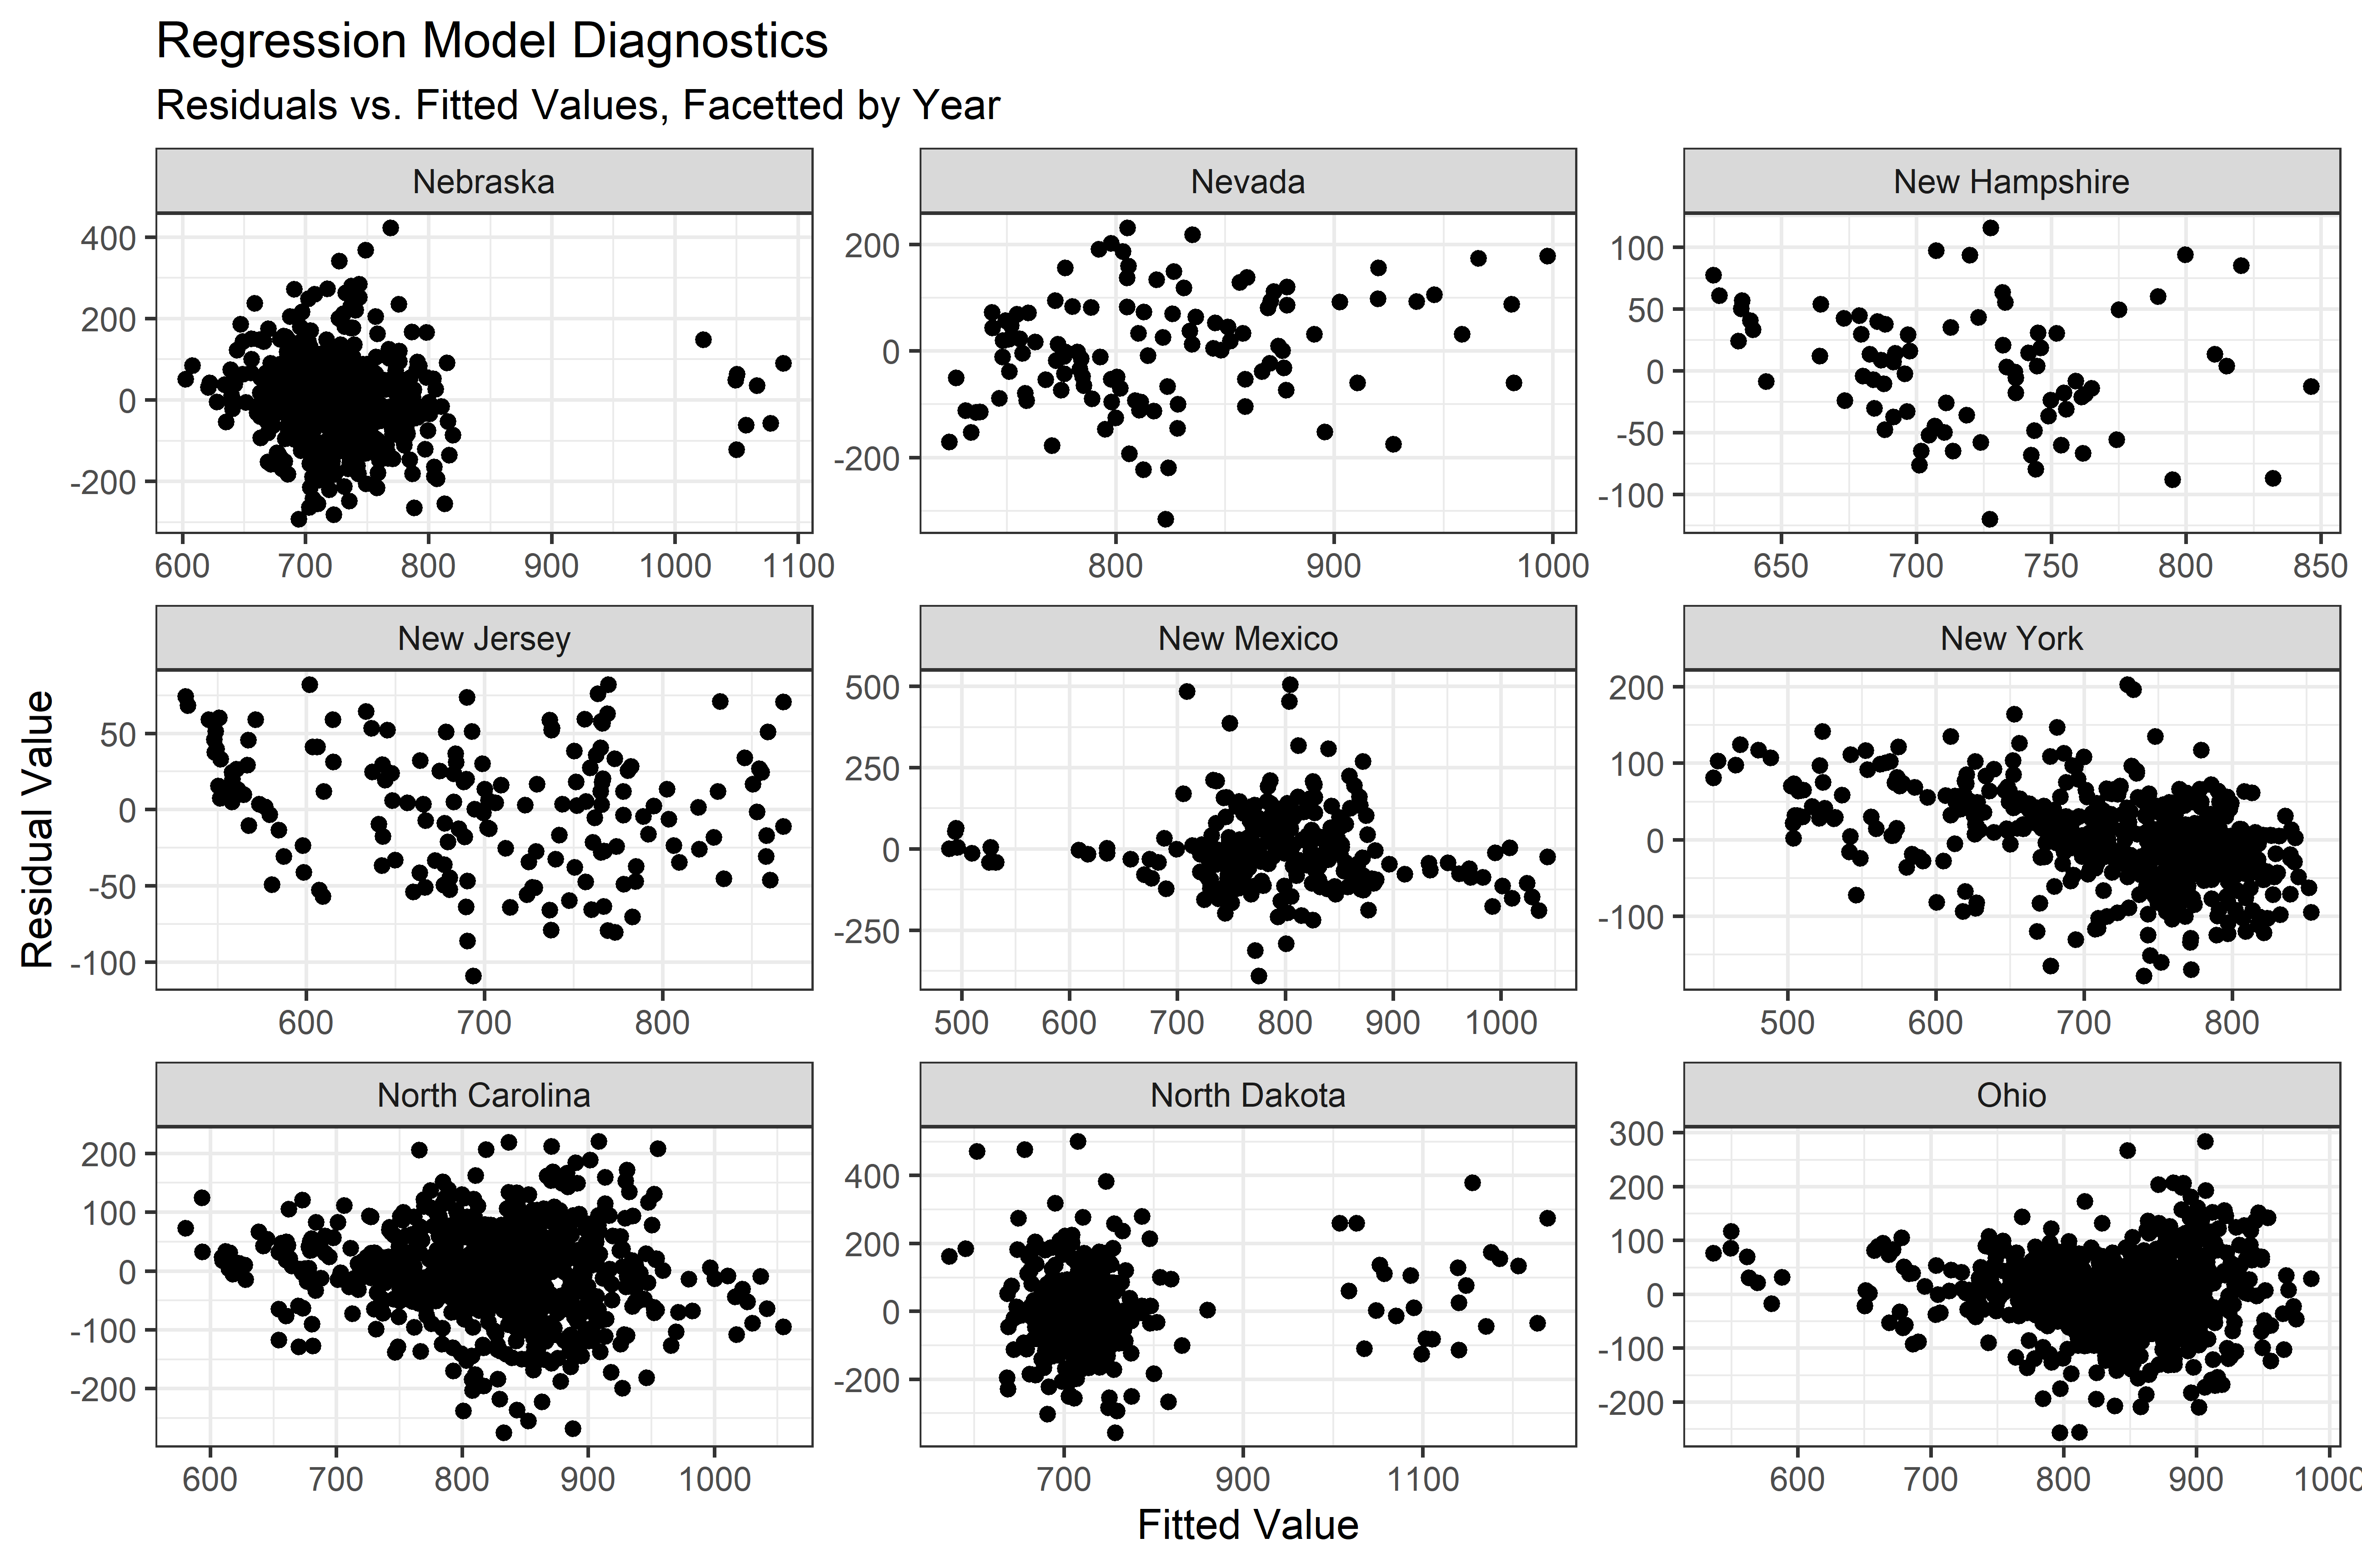 Regression Model Diagnostics
Residuals vs. Fitted Values, Facetted by Year
Nebraska
Nevada
New Hampshire
400
200
0
-200
600 700 800 900 1000 1100
200
0
-200
800 900 1000
100
50
0
-50
-100
650 700 750 800 850
New Jersey
New Mexico
New York
Residual Value
50
0
-50
-100
600 700 800
500
250
0
-250
500 600 700 800 900 1000
200
100
0
-100
500 600 700 800
North Carolina
North Dakota
Ohio
200
100
0
-100
-200
600 700 800 900 1000
400
200
0
-200
700 900 1100
300
200
100
0
-100
-200
600 700 800 900 1000
Fitted Value